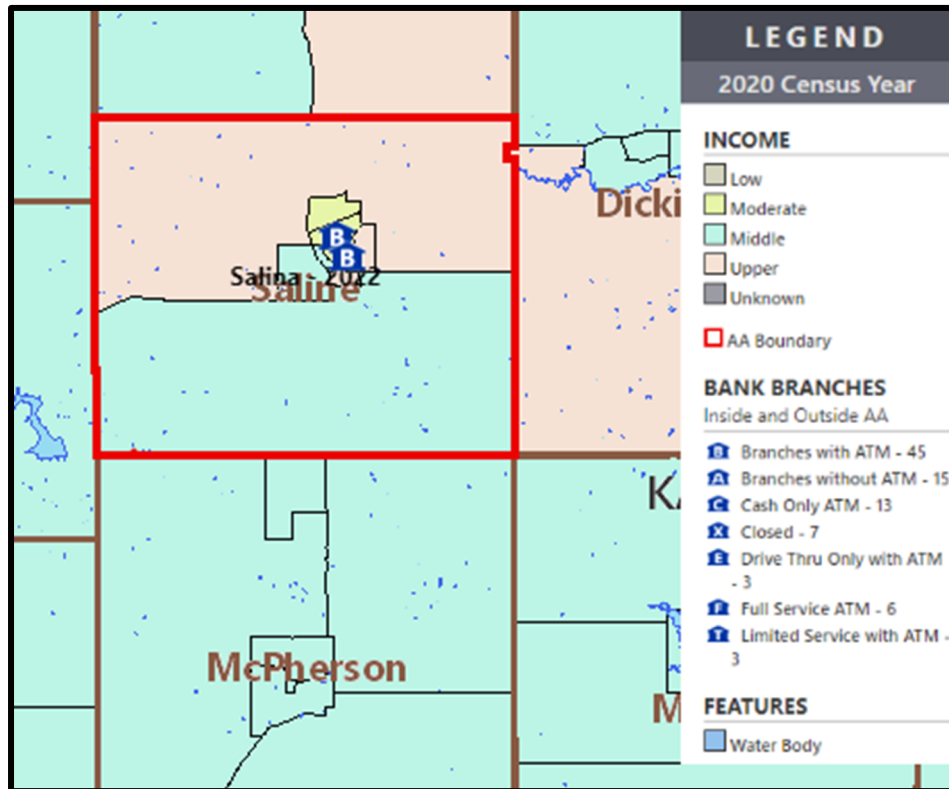 LEGEND
2020 Census Year
INCOME
Low
Moderate
Middle
Upper
Unknown
AA Boundary
BANK BRANCHES
Inside and Outside AA
B Branches with ATM - 45
A Branches without ATM - 15
C Cash Only ATM - 13
X Closed - 7
E Drive Thru Only with ATM
- 3
F Full Service ATM - 6
T Limited Service with ATM -
3
FEATURES
Water Body
Dicki
B
B
Salina 2022
Saline
KA
McPherson
M